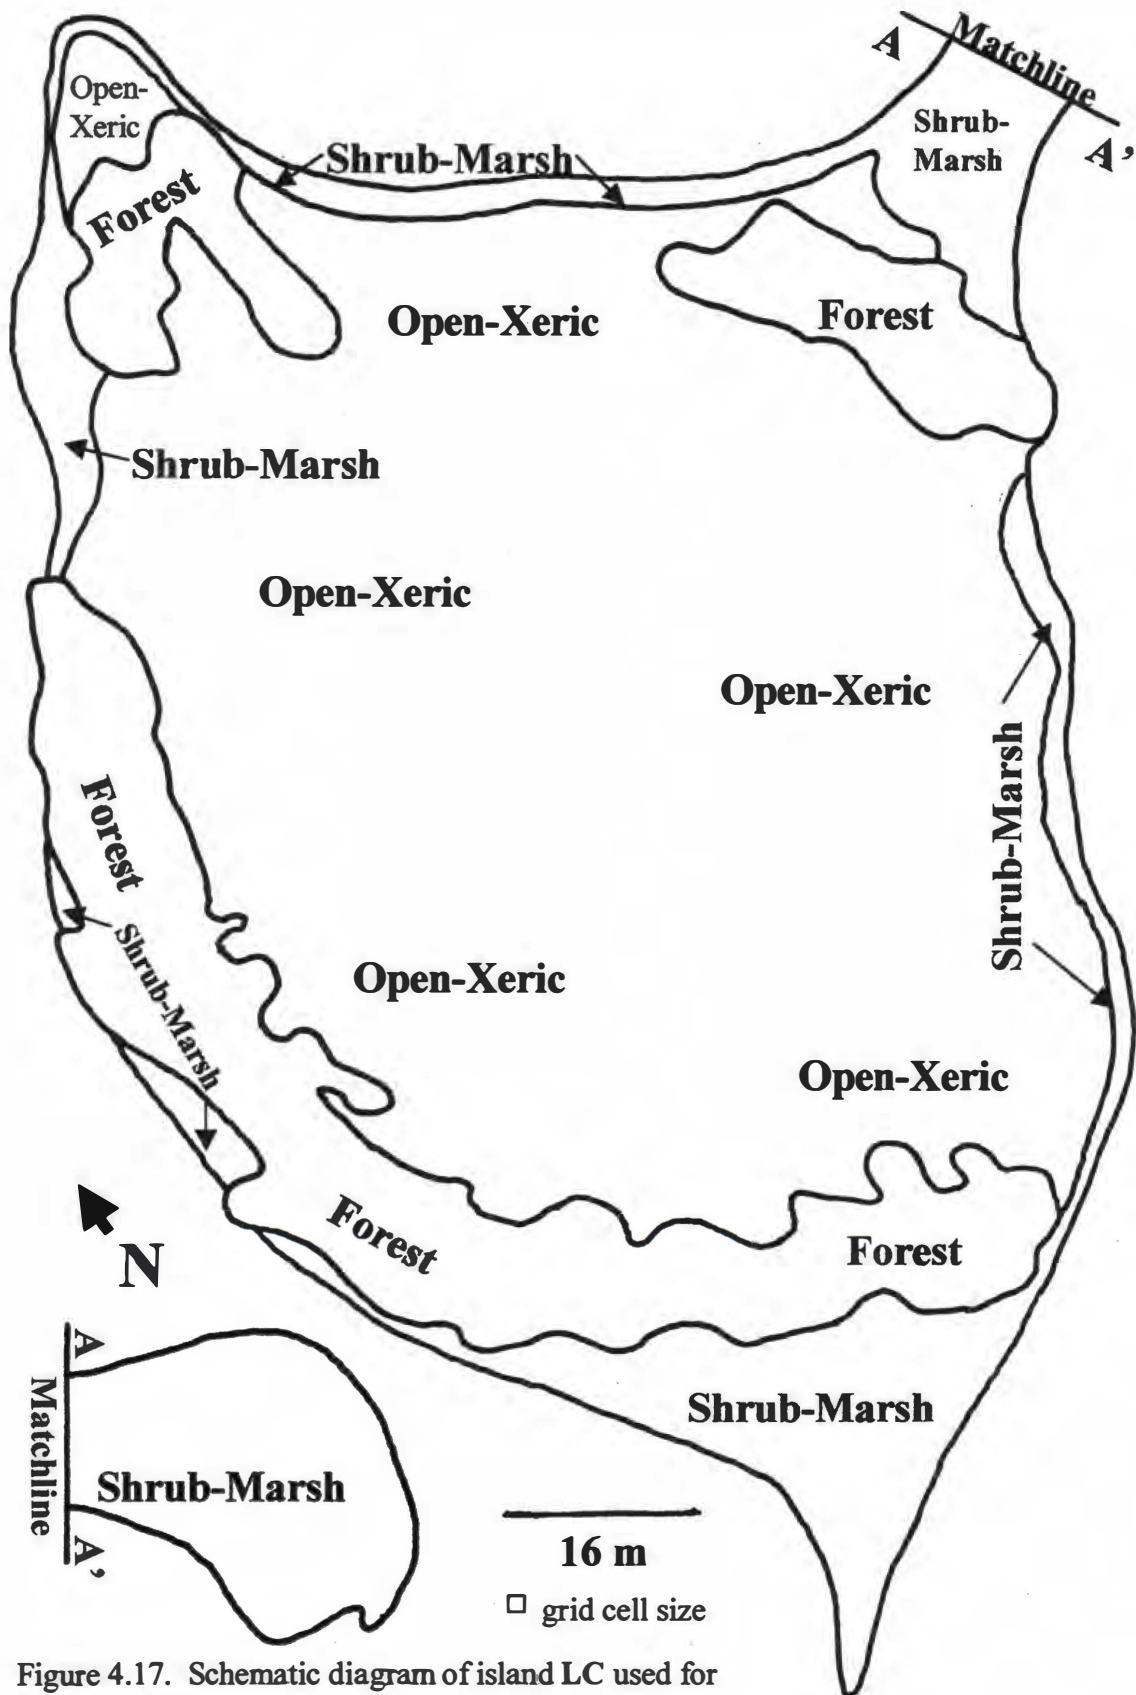 A
Matchline
A'
Open-
Xeric
Shrub-
Marsh
Shrub-Marsh
Forest
Open-Xeric
Forest
Shrub-Marsh
Open-Xeric
Open-Xeric
Forest
Shrub-Marsh
Shrub-Marsh
Open-Xeric
Open-Xeric
Forest
Forest
N
A
Matchline
A'
Shrub-Marsh
Shrub-Marsh
16 m
grid cell size
Figure 4.17. Schematic diagram of island LC used for